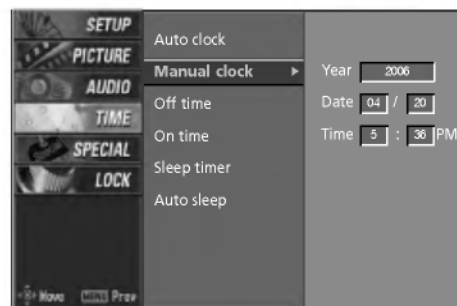 SETUP
PICTURE
AUDIO
TIME
SPECIAL
LOCK
Move MENU Prev
Auto clock
Manual clock
Off time
On time
Sleep timer
Auto sleep
Year 2006
Date 04 / 20
Time 5 : 36 PM